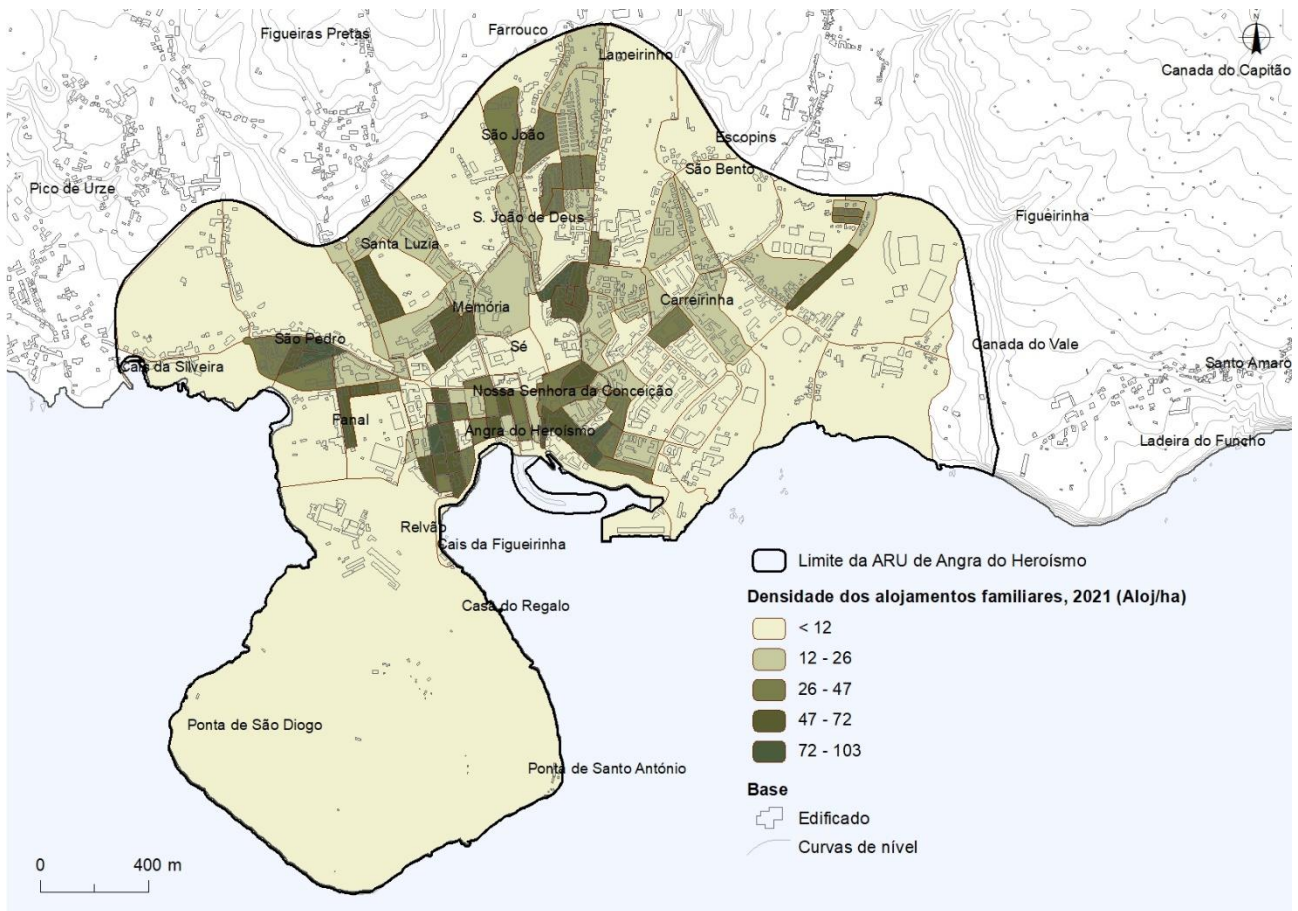 Figueiras Pretas
Farrouco
N
Lameirinho
Canada do Capitão
São João
Escopins
São Bento
Pico de Urze
S. João de Deus
Figueirinha
Santa Luzia
Memória
Carreirinha
São Pedro
Sé
Canada do Vale
Cais da Silveira
Santo Amaro
Nossa Senhora da Conceição
Fanal
Angra do Heroísmo
Ladeira do Funcho
Relvão
Cais da Figueirinha
Casa do Regalo
Ponta de São Diogo
Ponta de Santo António
Limite da ARU de Angra do Heroísmo
Densidade dos alojamentos familiares, 2021 (Aloj/ha)
< 12
12 - 26
26 - 47
47 - 72
72 - 103
Base
Edificado
Curvas de nível
0 400 m